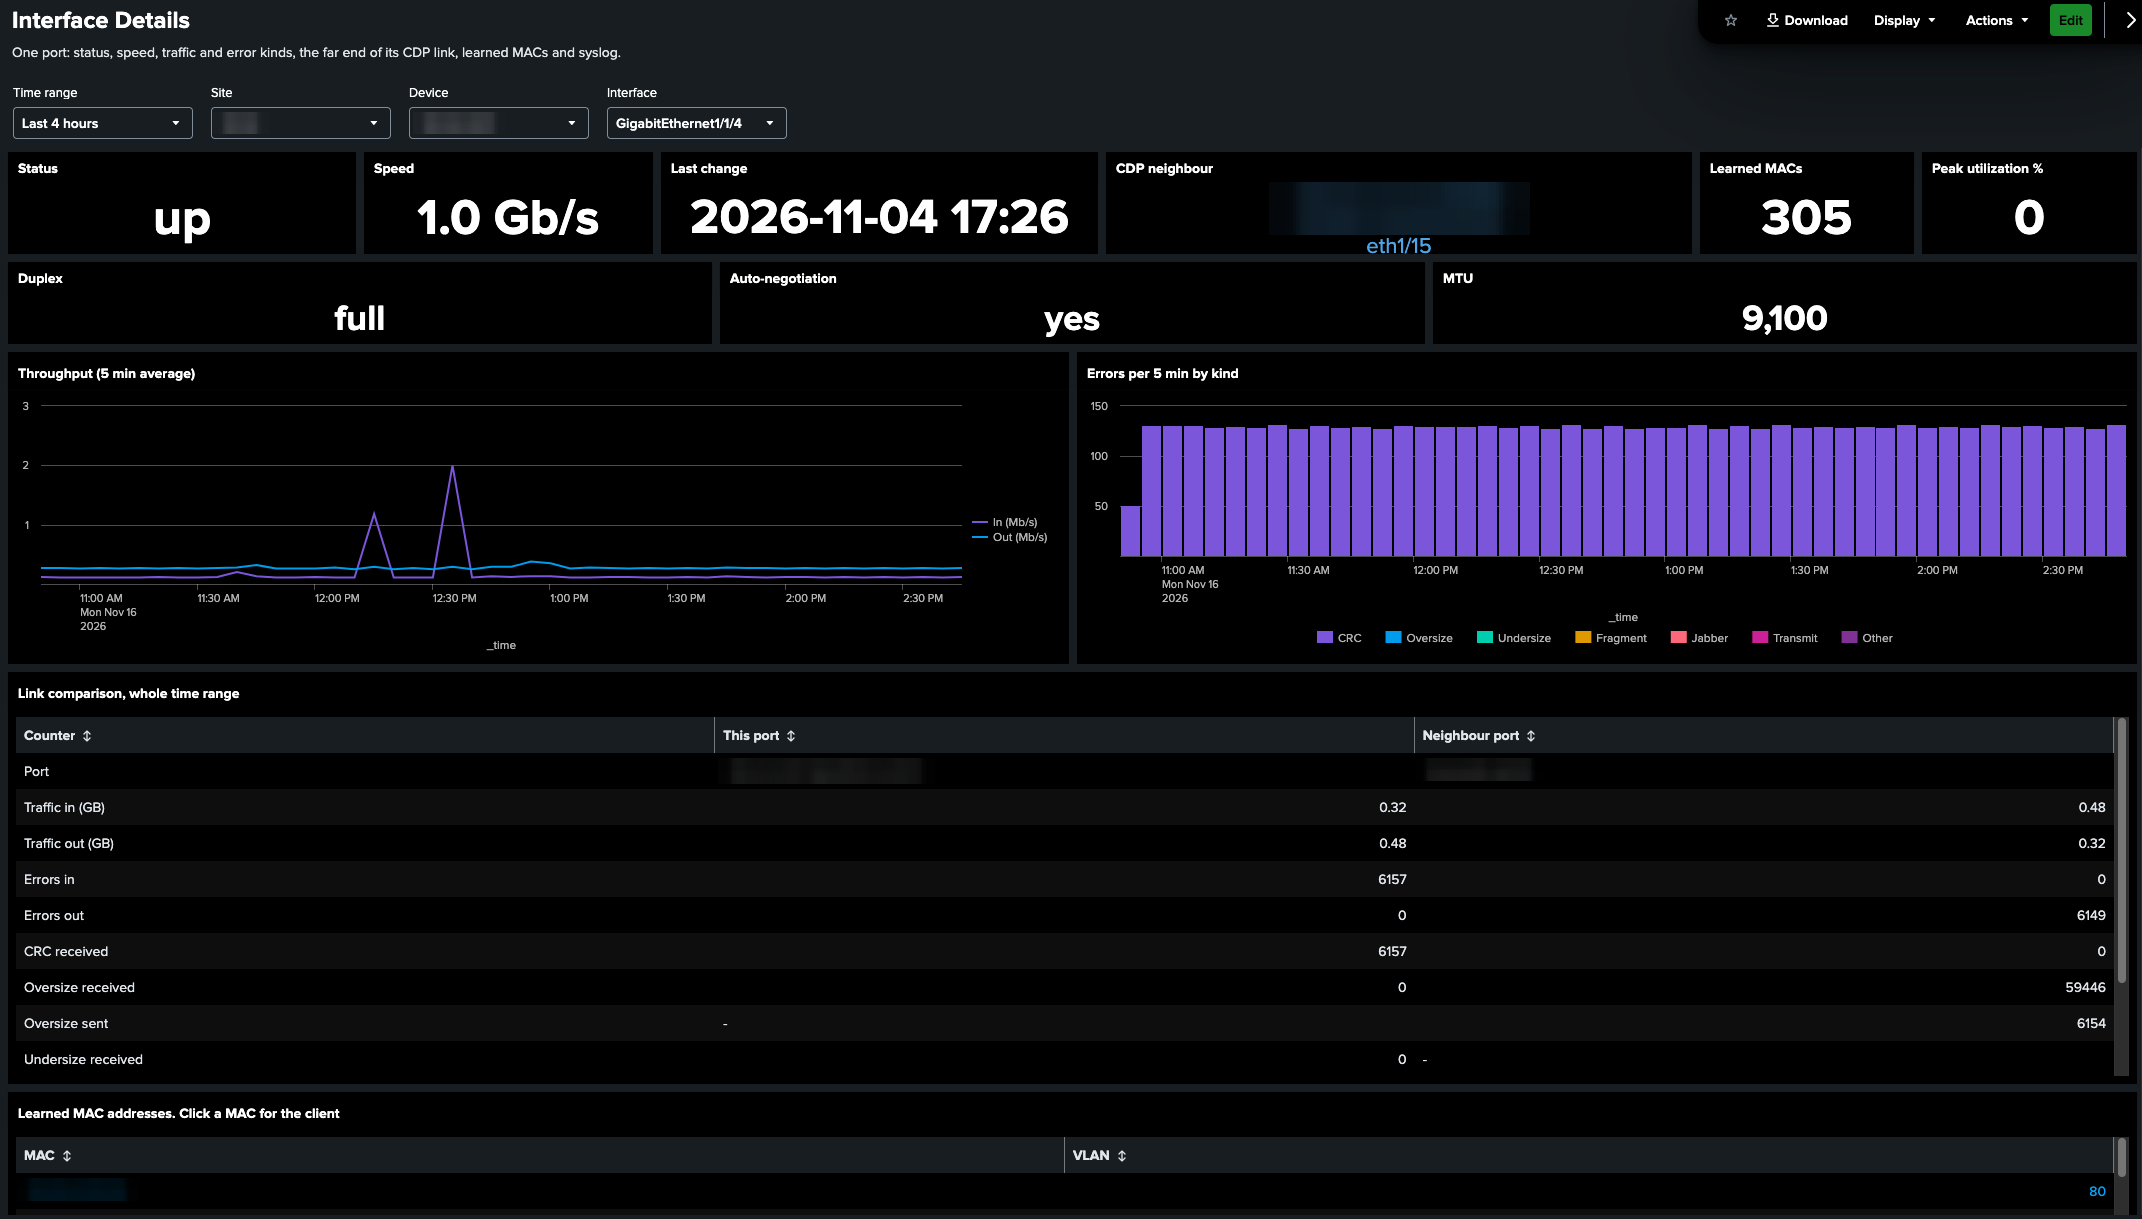 Interface Details
Download Display Actions Edit
One port: status, speed, traffic and error kinds, the far end of its CDP link, learned MACs and syslog.
Time range Site Device Interface
Last 4 hours GigabitEthernet1/1/4
Status Speed Last change CDP neighbour Learned MACs Peak utilization %
up 1.0 Gb/s 2026-11-04 17:26 305 0
eth1/15
Duplex Auto-negotiation MTU
full yes 9,100
Throughput (5 min average)
3
2
1
In (Mb/s)
Out (Mb/s)
11:00 AM 11:30 AM 12:00 PM 12:30 PM 1:00 PM 1:30 PM 2:00 PM 2:30 PM
Mon Nov 16
2026
_time
Errors per 5 min by kind
150
100
50
11:00 AM 11:30 AM 12:00 PM 12:30 PM 1:00 PM 1:30 PM 2:00 PM 2:30 PM
Mon Nov 16
2026
_time
CRC Oversize Undersize Fragment Jabber Transmit Other
Link comparison, whole time range
Counter This port Neighbour port
Port
Traffic in (GB) 0.32 0.48
Traffic out (GB) 0.48 0.32
Errors in 6157 0
Errors out 0 6149
CRC received 6157 0
Oversize received 0 59446
Oversize sent - 6154
Undersize received 0 -
Learned MAC addresses. Click a MAC for the client
MAC VLAN
80